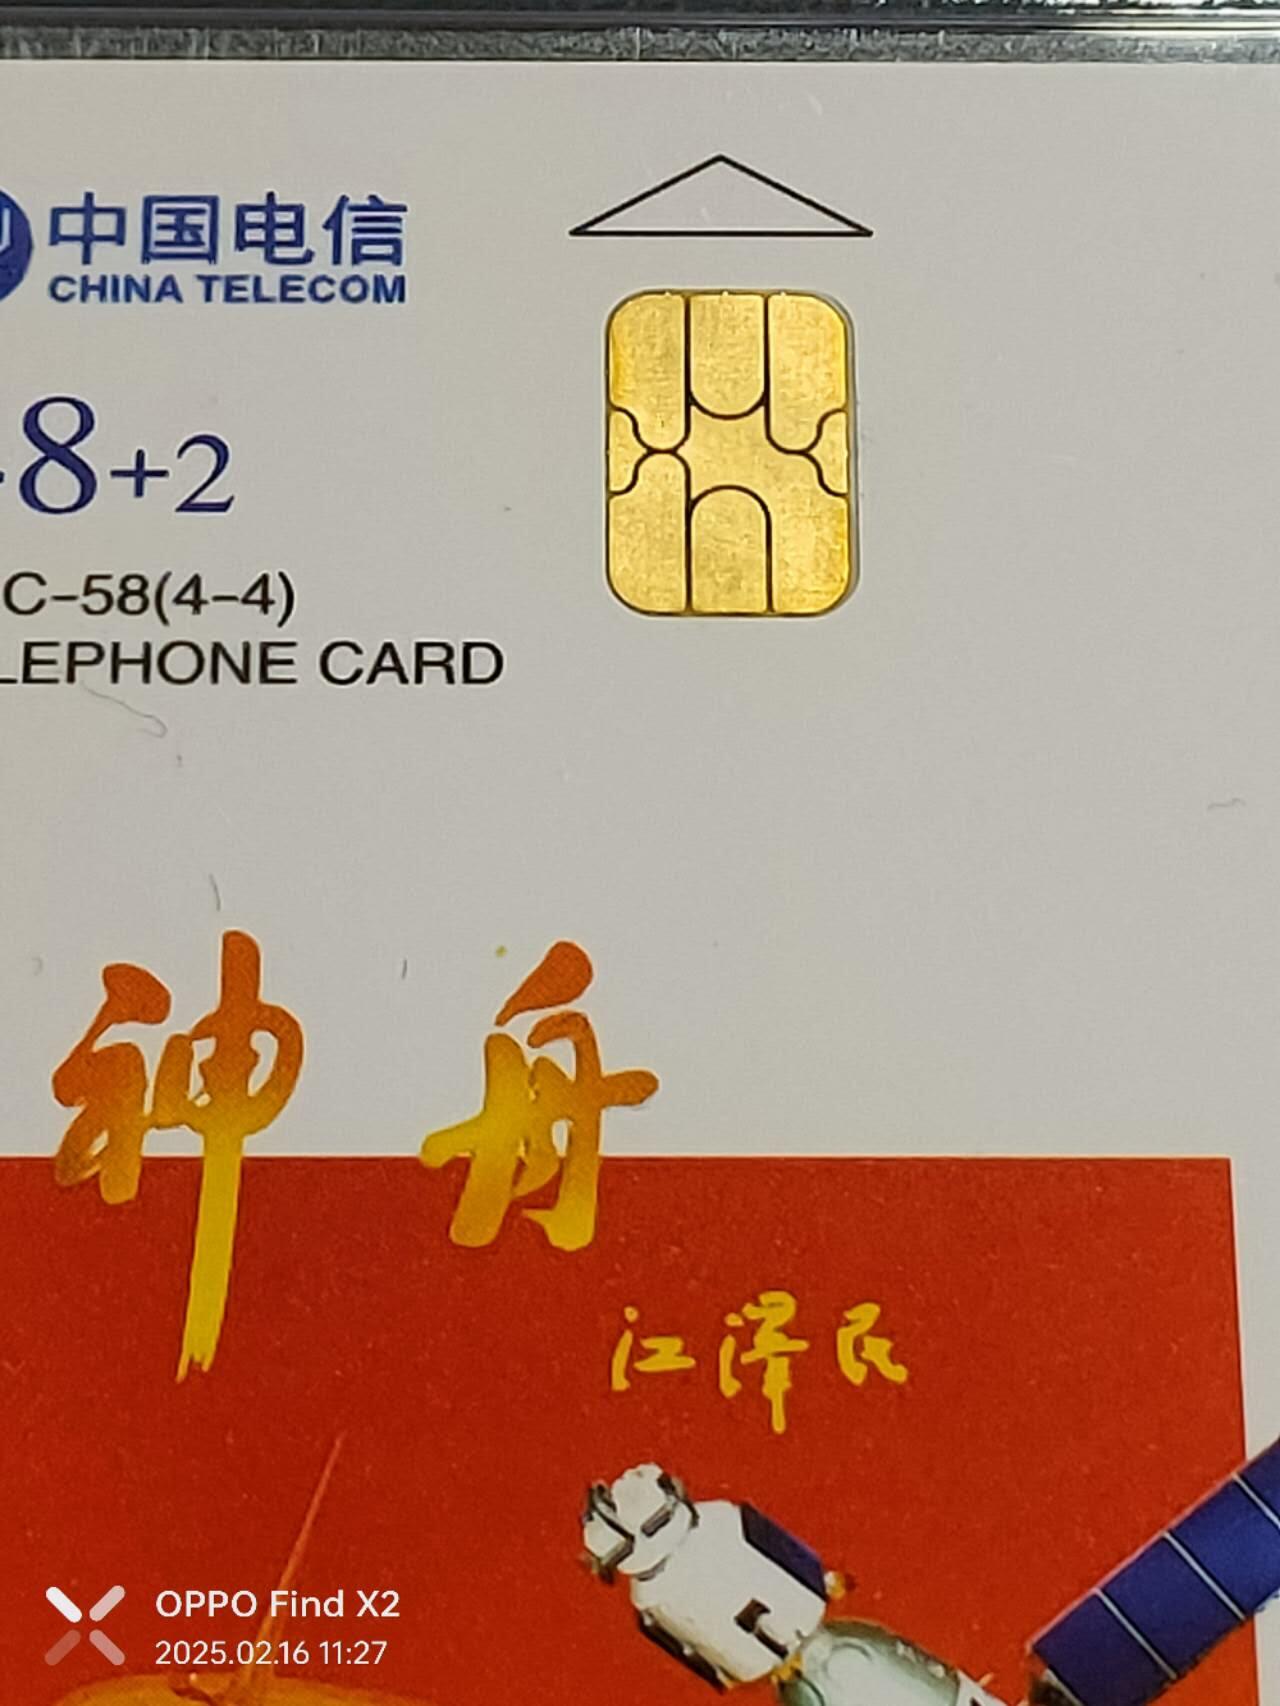 中国电信
CHINA TELECOM
8+2
C-58(4-4)
LEPHONE CARD
神舟
江泽民
OPPO Find X2
2025.02.16 11:27